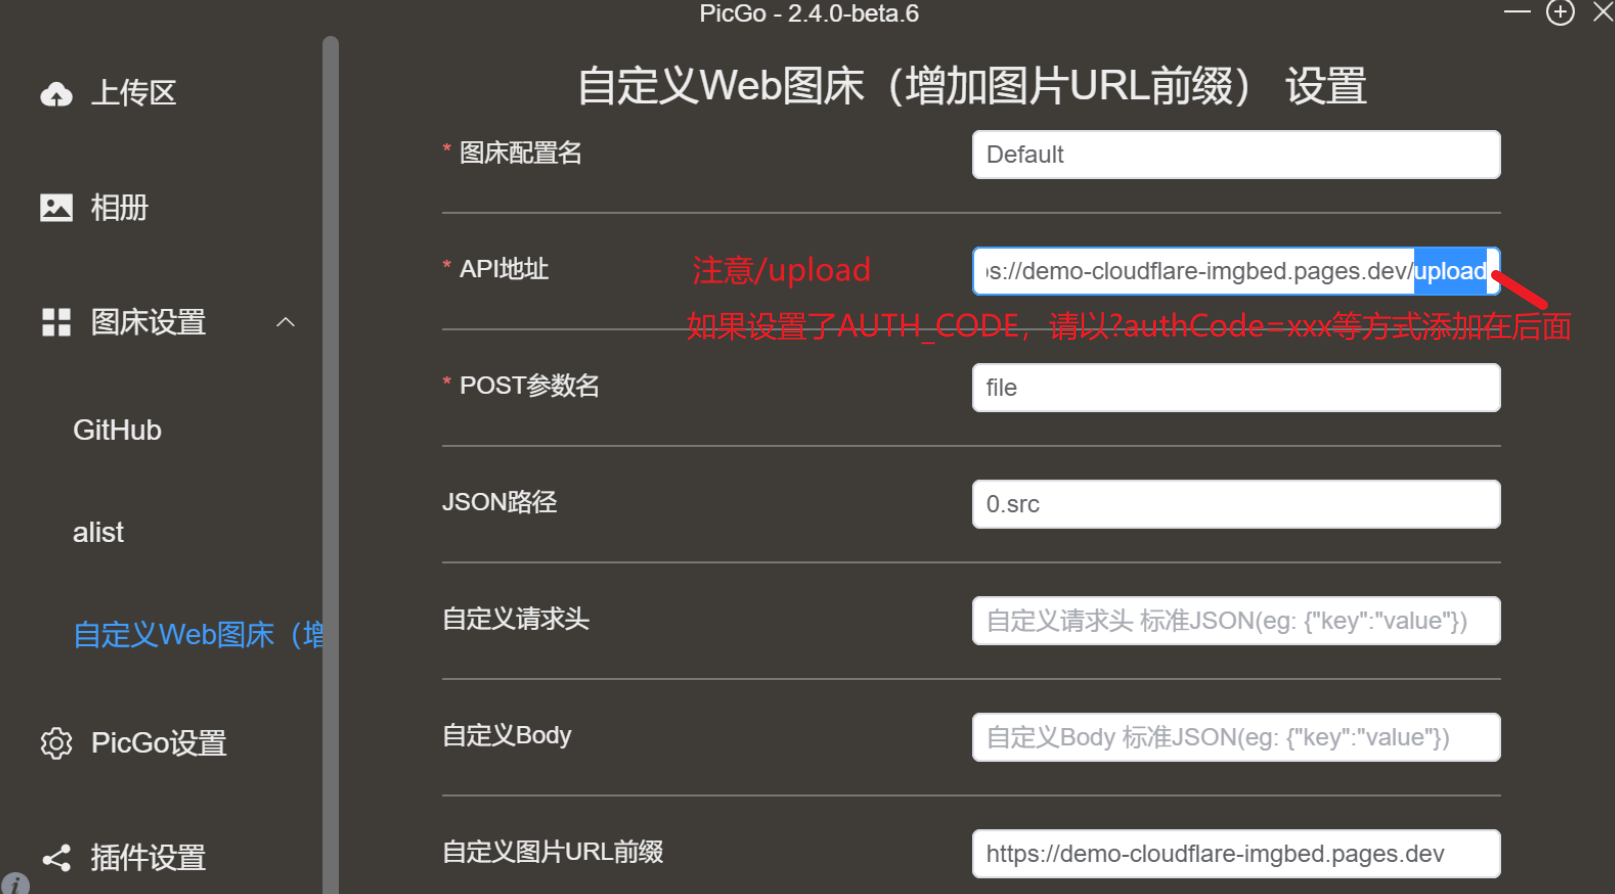 PicGo - 2.4.0-beta.6
上传区
相册
图床设置
GitHub
alist
自定义Web图床（增
PicGo设置
插件设置
自定义Web图床（增加图片URL前缀） 设置
* 图床配置名
Default
* API地址
注意/upload
s://demo-cloudflare-imgbed.pages.dev/upload
如果设置了AUTH_CODE，请以?authCode=xxx等方式添加在后面
* POST参数名
file
JSON路径
0.src
自定义请求头
自定义请求头 标准JSON(eg: {"key":"value"})
自定义Body
自定义Body 标准JSON(eg: {"key":"value"})
自定义图片URL前缀
https://demo-cloudflare-imgbed.pages.dev